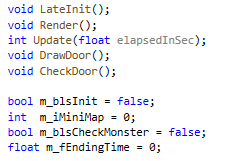 void LateInit();
void Render();
int Update(float elapsedInSec);
void DrawDoor();
void CheckDoor();
bool m_bIsInit = false;
int  m_iMiniMap = 0;
bool m_bIsCheckMonster = false;
float m_fEndingTime = 0;